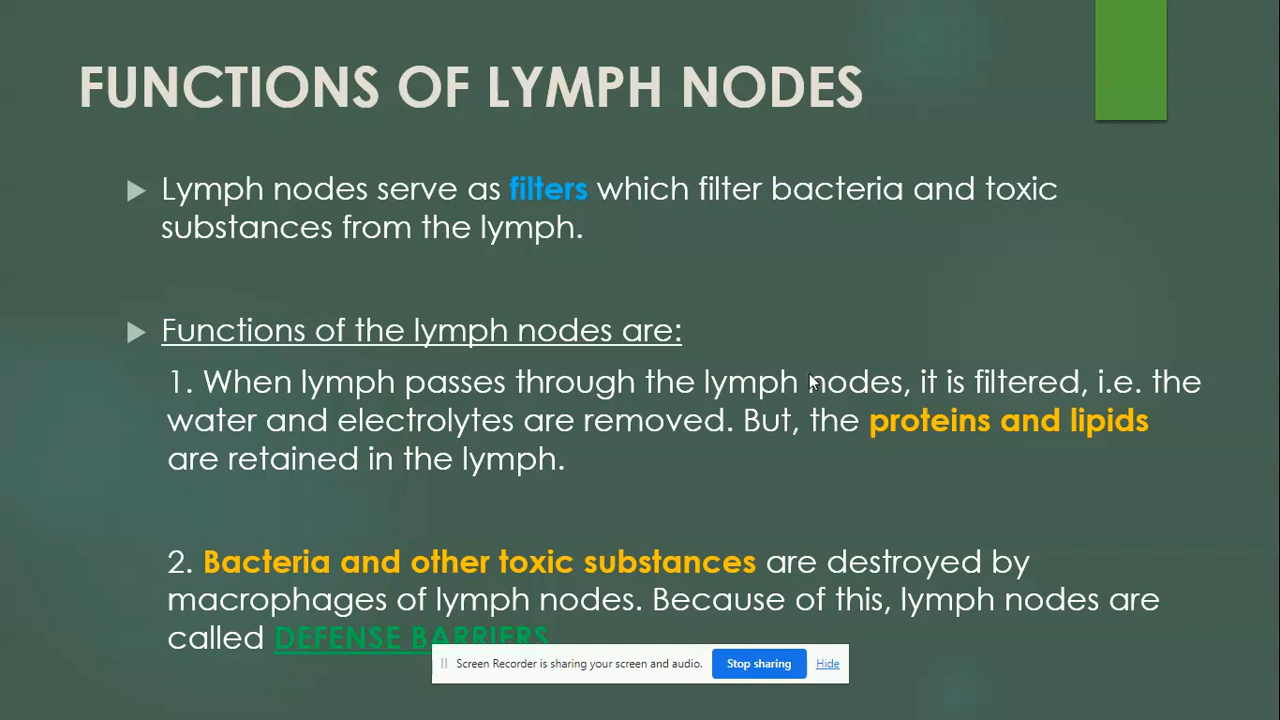 FUNCTIONS OF LYMPH NODES
Lymph nodes serve as filters which filter bacteria and toxic
substances from the lymph.
Functions of the lymph nodes are:
1. When lymph passes through the lymph nodes, it is filtered, i.e. the
water and electrolytes are removed. But, the proteins and lipids
are retained in the lymph.
2. Bacteria and other toxic substances are destroyed by
macrophages of lymph nodes. Because of this, lymph nodes are
called DEFENSE BARRIERS
Screen Recorder is sharing your screen and audio. Stop sharing Hide